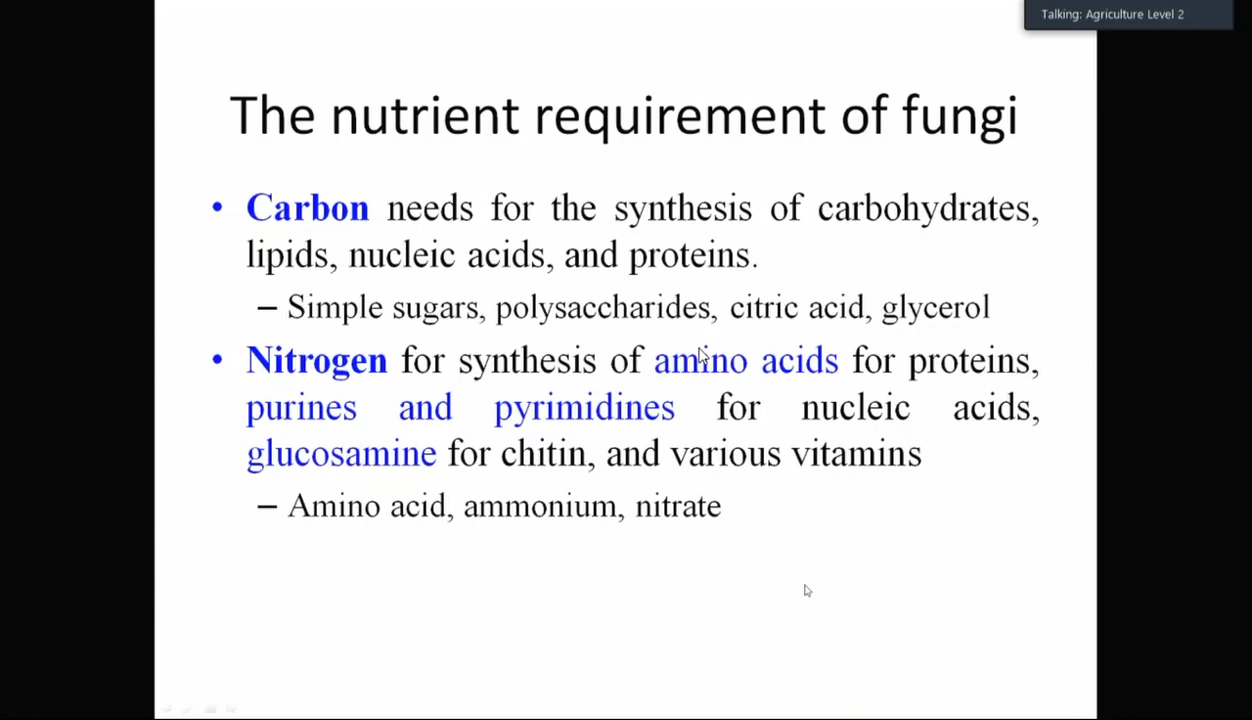 Talking: Agriculture Level 2
The nutrient requirement of fungi
• Carbon needs for the synthesis of carbohydrates,
lipids, nucleic acids, and proteins.
– Simple sugars, polysaccharides, citric acid, glycerol
• Nitrogen for synthesis of amino acids for proteins,
purines and pyrimidines for nucleic acids,
glucosamine for chitin, and various vitamins
– Amino acid, ammonium, nitrate